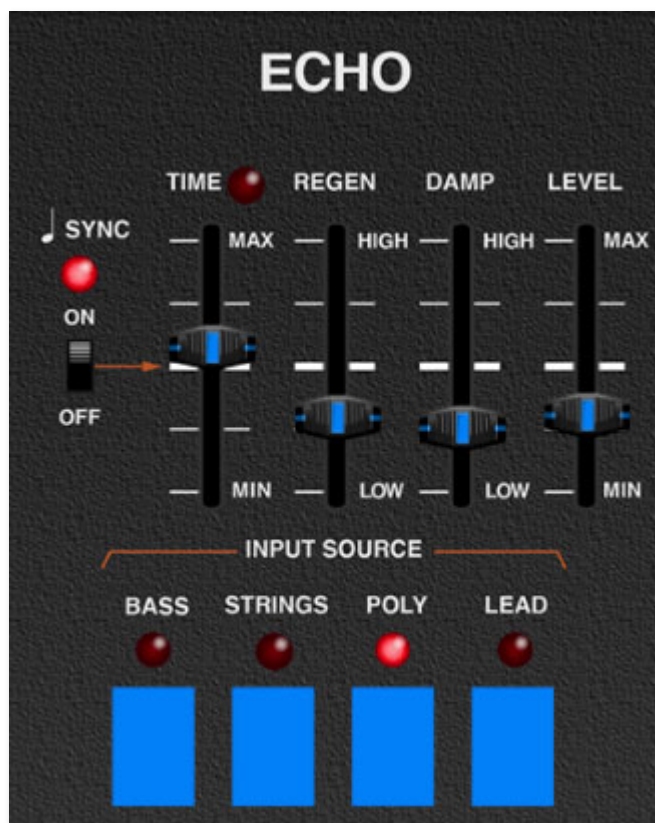 ECHO
TIME REGEN DAMP LEVEL
SYNC
MAX HIGH HIGH MAX
ON
OFF
MIN LOW LOW MIN
INPUT SOURCE
BASS STRINGS POLY LEAD